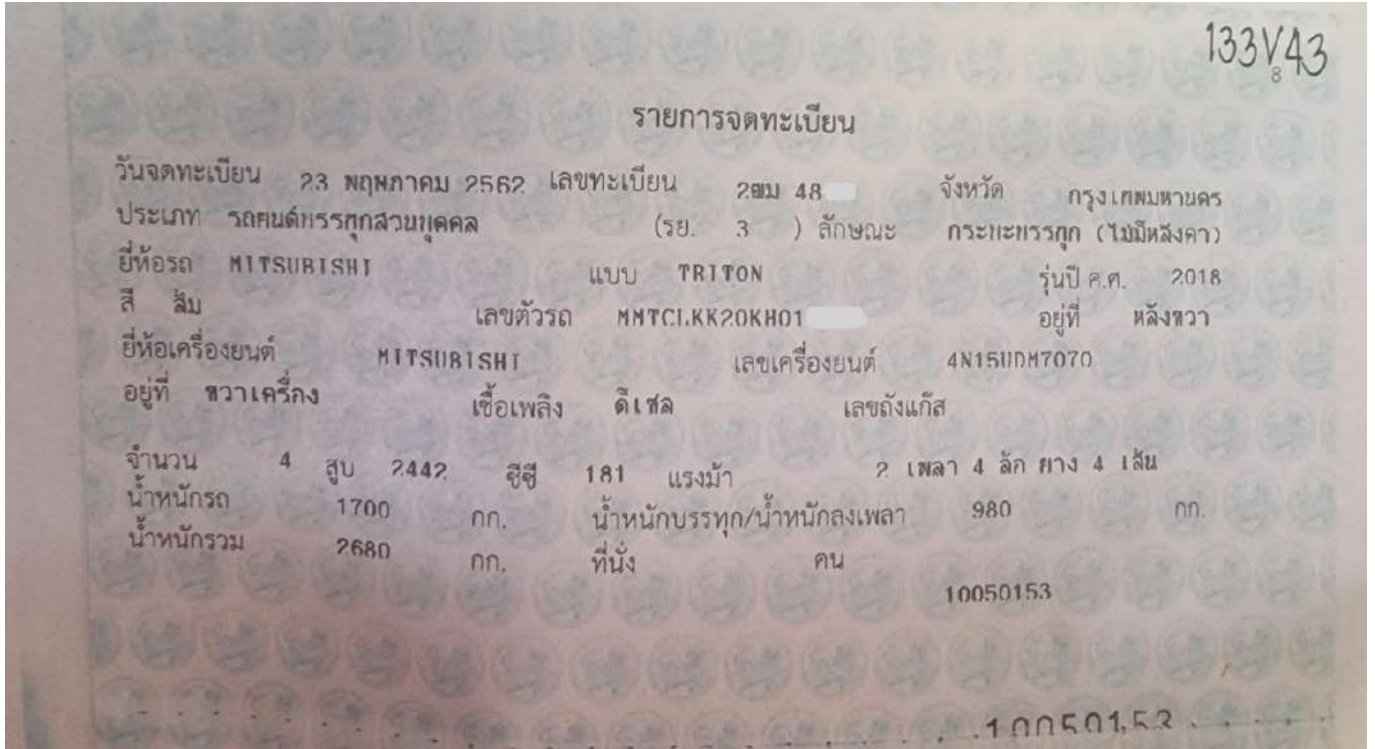 133V43
8
รายการจดทะเบียน
วันจดทะเบียน 23 พฤษภาคม 2562 เลขทะเบียน 2ฒม 48 จังหวัด กรุงเทพมหานคร
ประเภท รถยนต์บรรทุกส่วนบุคคล (รย. 3 ) ลักษณะ กระบะบรรทุก (ไม่มีหลังคา)
ยี่ห้อรถ MITSUBISHI แบบ TRITON รุ่นปี ค.ศ. 2018
สี ส้ม เลขตัวรถ MMTCLKK20KH01 อยู่ที่ หลังขวา
ยี่ห้อเครื่องยนต์ MITSUBISHI เลขเครื่องยนต์ 4N15UDM7070
อยู่ที่ ขวาเครื่อง เชื้อเพลิง ดีเซล เลขถังแก๊ส
จำนวน 4 สูบ 2442 ซีซี 181 แรงม้า 2 เพลา 4 ล้อ ยาง 4 เส้น
น้ำหนักรถ 1700 กก. น้ำหนักบรรทุก/น้ำหนักลงเพลา 980 กก.
น้ำหนักรวม 2680 กก. ที่นั่ง คน
10050153
10050153